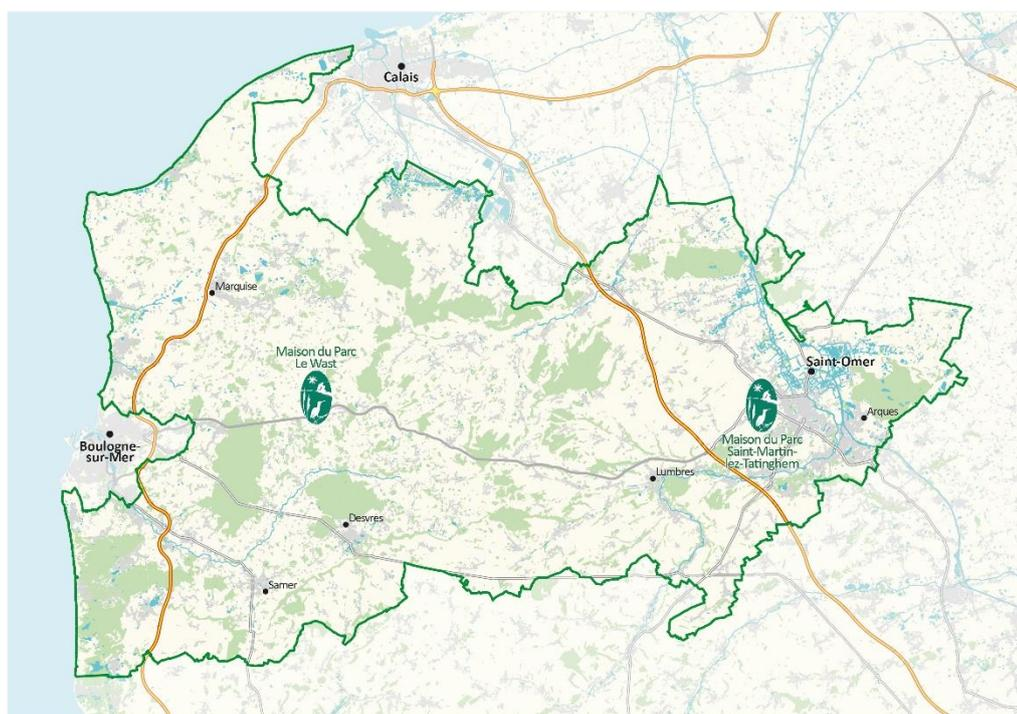 Calais
Marquise
Maison du Parc
Le Wast
Saint-Omer
Arques
Boulogne-
sur-Mer
Maison du Parc
Saint-Martin-
lez-Tatinghem
Lumbres
Desvres
Samer